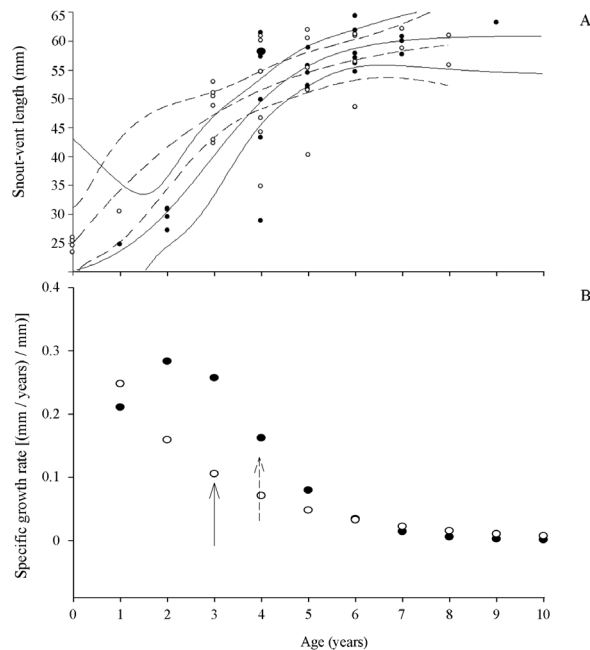 A
65
60
55
50
45
40
35
30
25
Snout-vent length (mm)
B
0.4
0.3
0.2
0.1
0
Specific growth rate [(mm / years) / mm)]
0 1 2 3 4 5 6 7 8 9 10
Age (years)